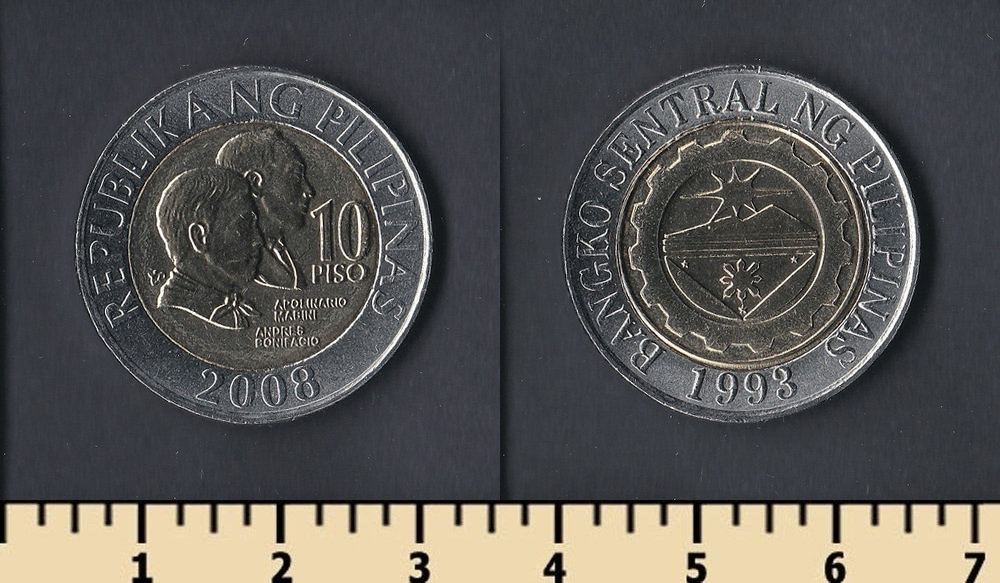 REPUBLIKA NG PILIPINAS
10
PISO
APOLINARIO
MABINI
ANDRES
BONIFACIO
2008
BANGKO SENTRAL NG PILIPINAS
1993
1 2 3 4 5 6 7